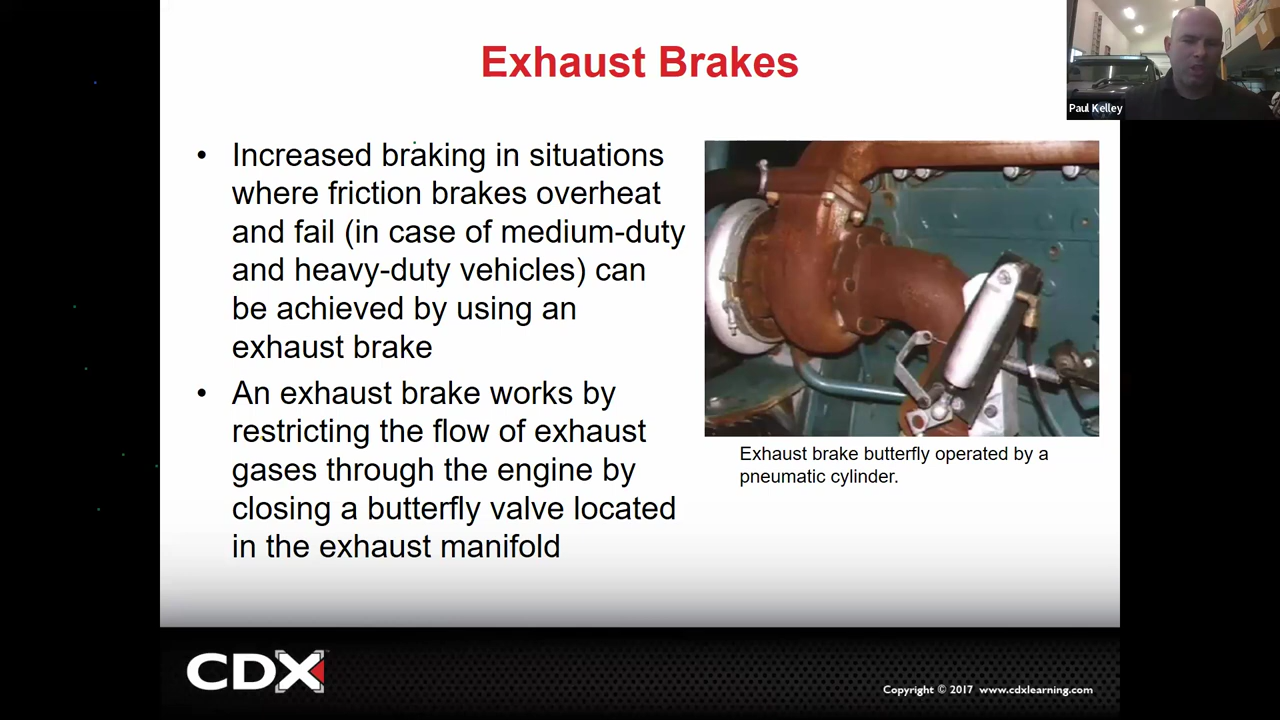 Exhaust Brakes
Paul Kelley
• Increased braking in situations
where friction brakes overheat
and fail (in case of medium-duty
and heavy-duty vehicles) can
be achieved by using an
exhaust brake
• An exhaust brake works by
restricting the flow of exhaust
gases through the engine by
closing a butterfly valve located
in the exhaust manifold
Exhaust brake butterfly operated by a
pneumatic cylinder.
CDX
Copyright © 2017 www.cdxlearning.com